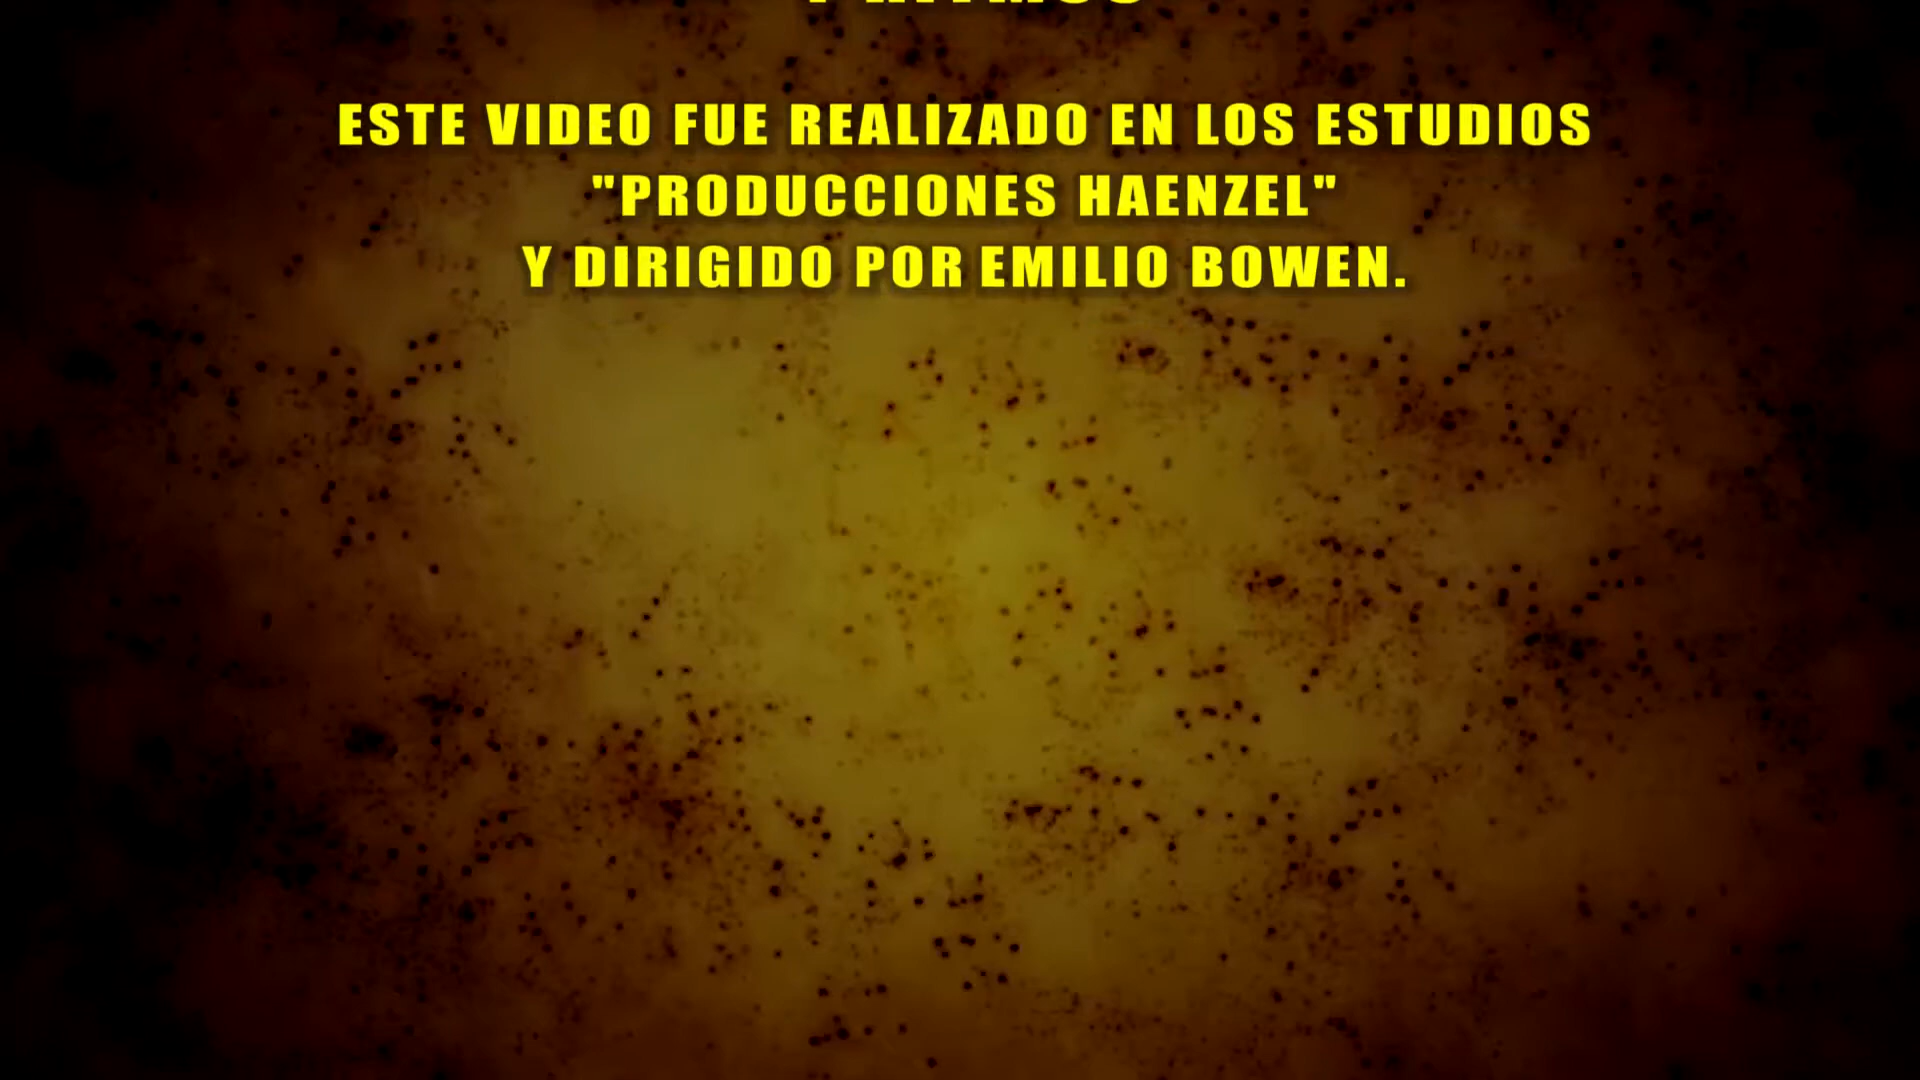 ESTE VIDEO FUE REALIZADO EN LOS ESTUDIOS
"PRODUCCIONES HAENZEL"
Y DIRIGIDO POR EMILIO BOWEN.